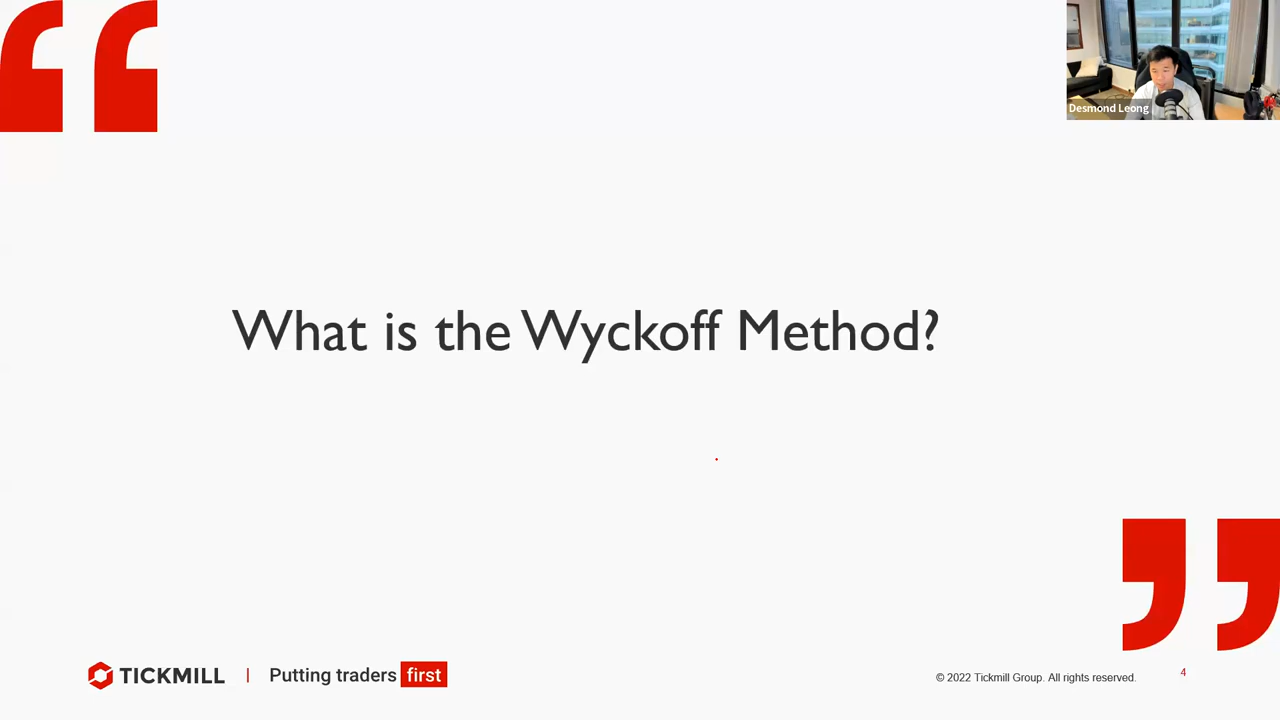 Desmond Leong
What is the Wyckoff Method?
TICKMILL | Putting traders first
© 2022 Tickmill Group. All rights reserved.
4